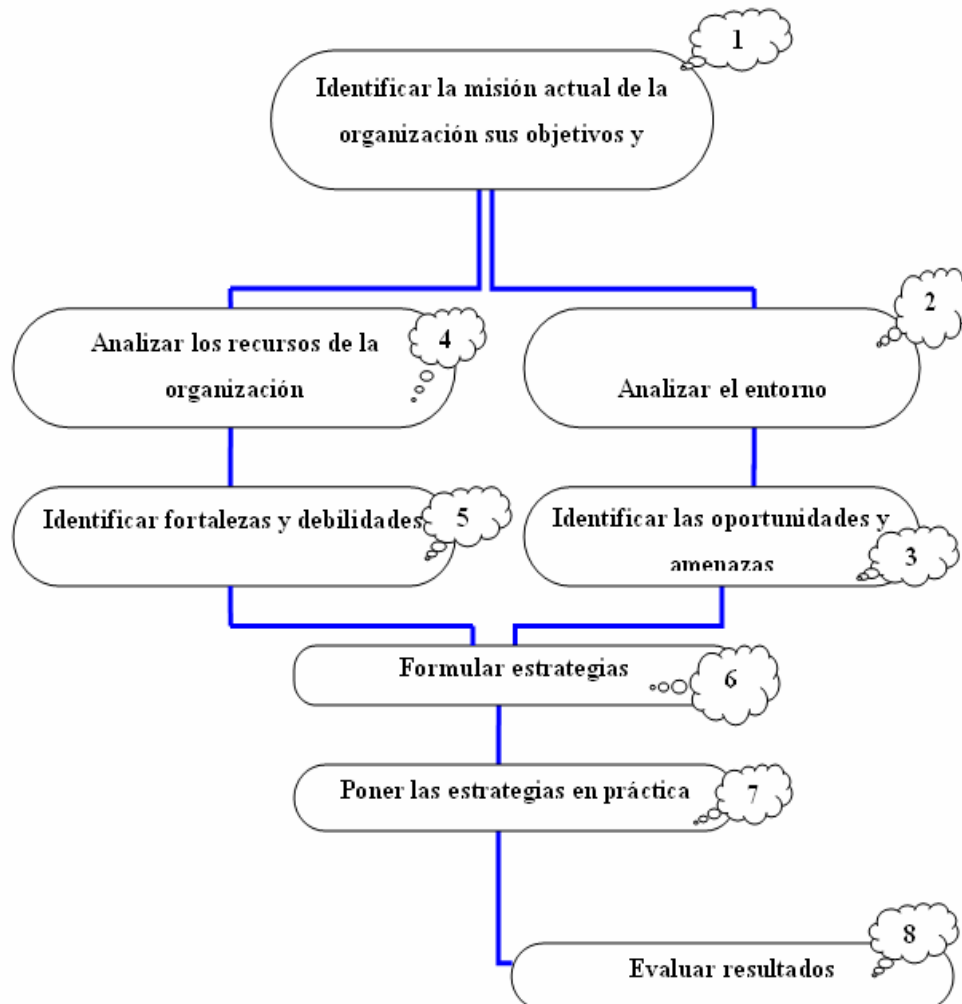 1
Identificar la misión actual de la
organización sus objetivos y
2
Analizar el entorno
4
Analizar los recursos de la
organización
5
Identificar fortalezas y debilidades
Identificar las oportunidades y
amenazas
3
Formular estrategias
6
Poner las estrategias en práctica
7
8
Evaluar resultados